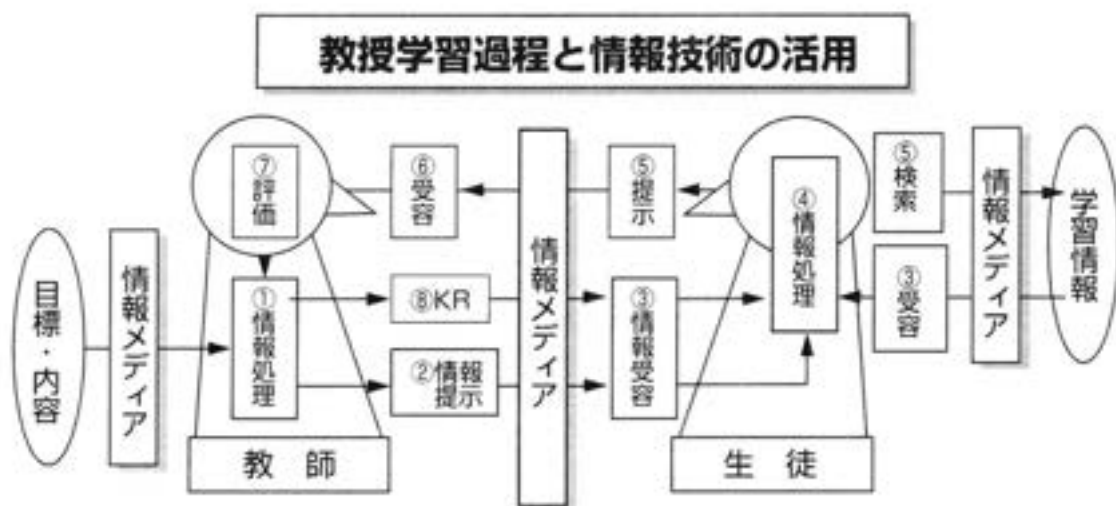 教授学習過程と情報技術の活用
目標・内容
情報メディア
⑦評価
①情報処理
教師
⑥受容
⑧KR
②情報
提示
情報メディア
⑤提示
③情報受容
④情報処理
生徒
⑤検索
③受容
情報メディア
学習情報